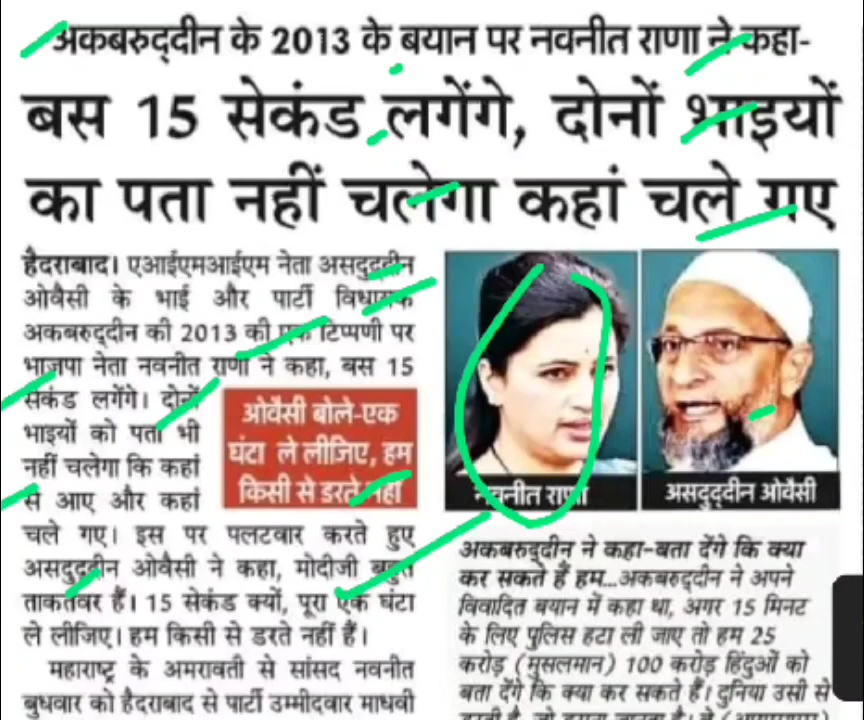 अकबरुद्दीन के 2013 के बयान पर नवनीत राणा ने कहा-
बस 15 सेकंड लगेंगे, दोनों भाइयों
का पता नहीं चलेगा कहां चले गए
हैदराबाद। एआईएमआईएम नेता असदुद्दीन
ओवैसी के भाई और पार्टी विधायक
अकबरुद्दीन की 2013 की एक टिप्पणी पर
भाजपा नेता नवनीत राणा ने कहा, बस 15
सेकंड लगेंगे। दोनों
भाइयों को पता भी
नहीं चलेगा कि कहां
से आए और कहां
चले गए। इस पर पलटवार करते हुए
असदुद्दीन ओवैसी ने कहा, मोदीजी बहुत
ताकतवर हैं। 15 सेकंड क्यों, पूरा एक घंटा
ले लीजिए। हम किसी से डरते नहीं हैं।
महाराष्ट्र के अमरावती से सांसद नवनीत
बुधवार को हैदराबाद से पार्टी उम्मीदवार माधवी
ओवैसी बोले-एक
घंटा ले लीजिए, हम
किसी से डरते नहीं
नवनीत राणा
असदुद्दीन ओवैसी
अकबरुद्दीन ने कहा-बता देंगे कि क्या
कर सकते हैं हम...अकबरुद्दीन ने अपने
विवादित बयान में कहा था, अगर 15 मिनट
के लिए पुलिस हटा ली जाए तो हम 25
करोड़ (मुसलमान) 100 करोड़ हिंदुओं को
बता देंगे कि क्या कर सकते हैं। दुनिया उसी से